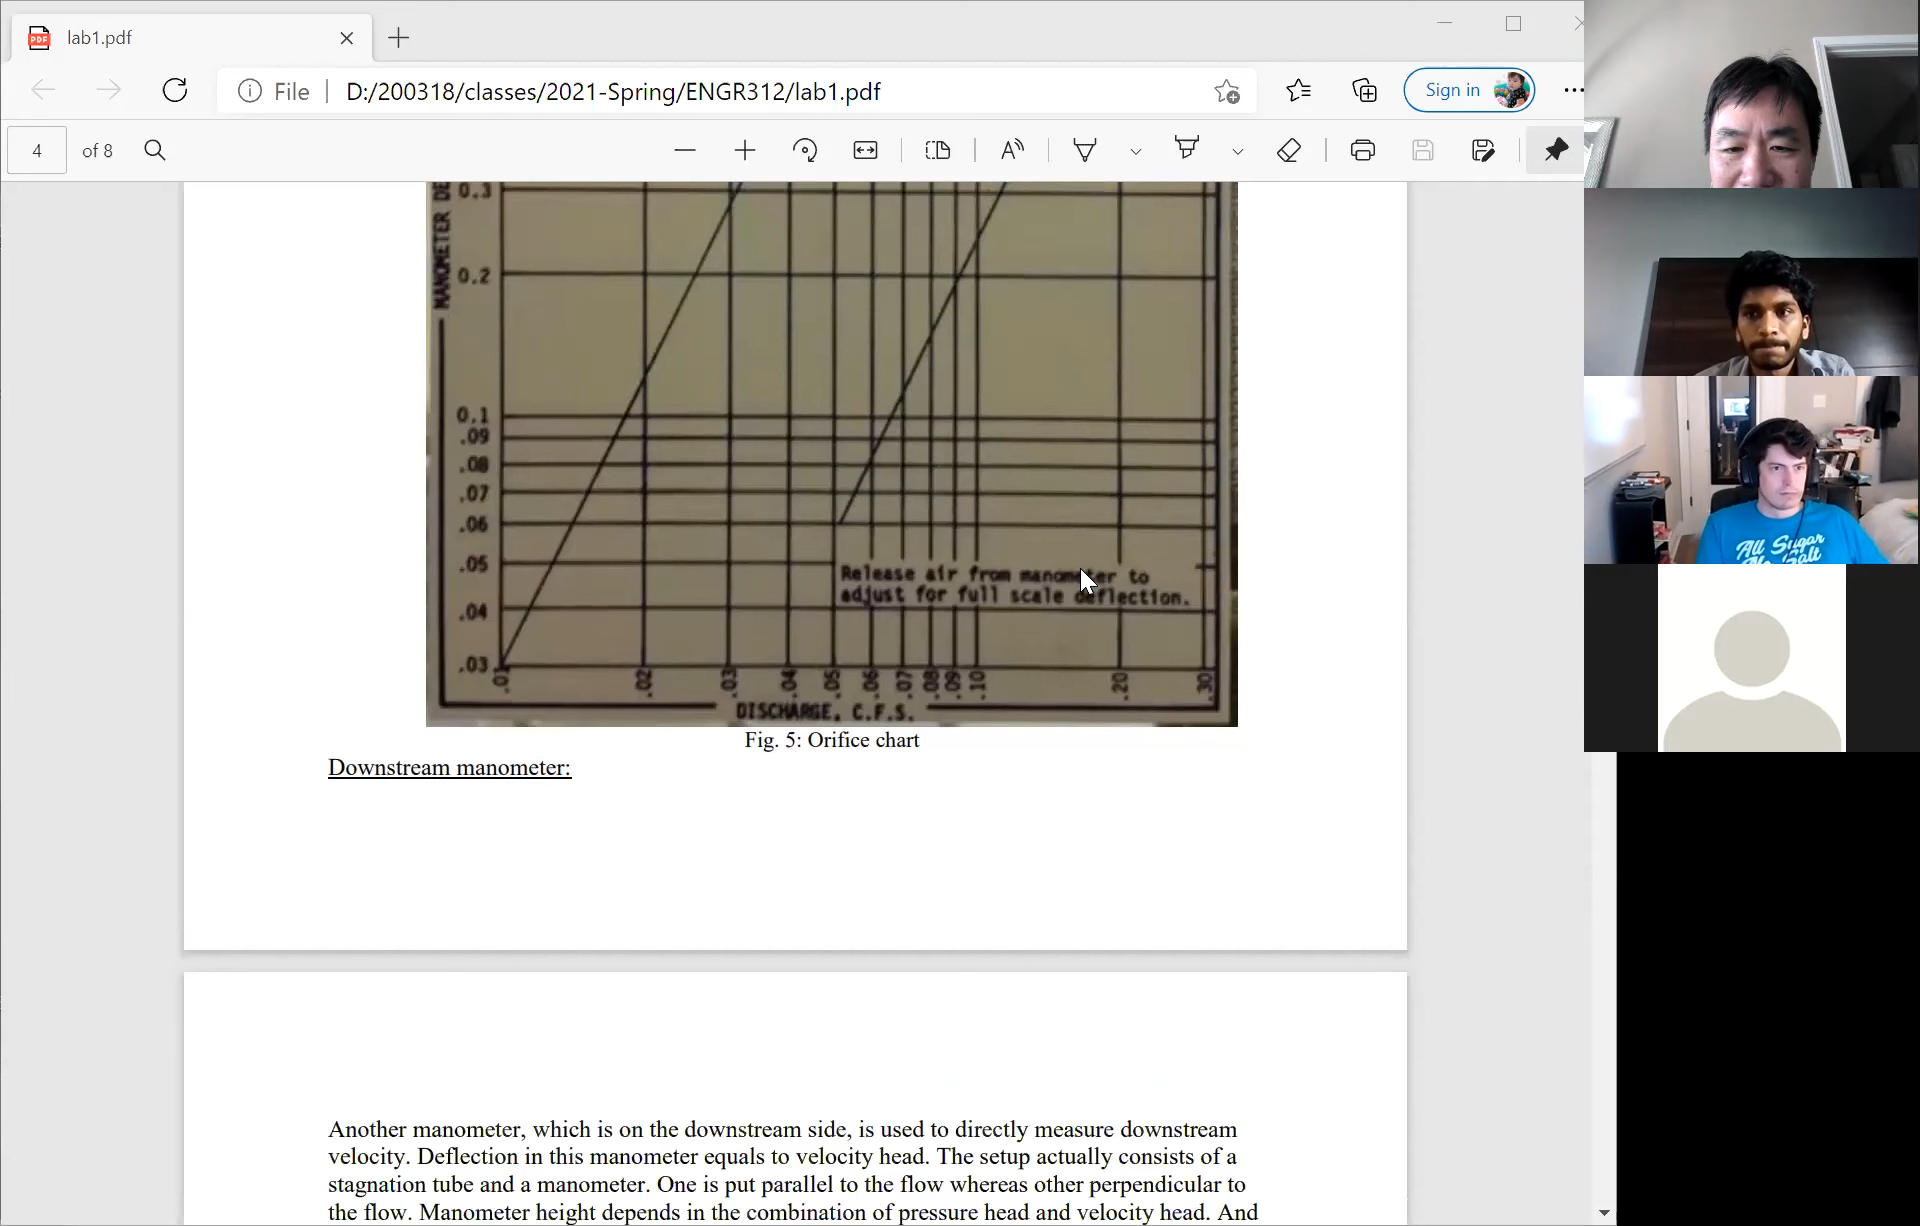 lab1.pdf
File D:/200318/classes/2021-Spring/ENGR312/lab1.pdf
Sign in
4 of 8
MANOMETER DE
0.3
0.2
0.1
.09
.08
.07
.06
.05
.04
.03
Release air from manometer to
adjust for full scale deflection.
.01 .02 .03 .04 .05 .06 .07 .08 .09 .10 .20 .30
DISCHARGE, C.F.S.
Fig. 5: Orifice chart
Downstream manometer:
Another manometer, which is on the downstream side, is used to directly measure downstream
velocity. Deflection in this manometer equals to velocity head. The setup actually consists of a
stagnation tube and a manometer. One is put parallel to the flow whereas other perpendicular to
the flow. Manometer height depends in the combination of pressure head and velocity head. And
All Sugar